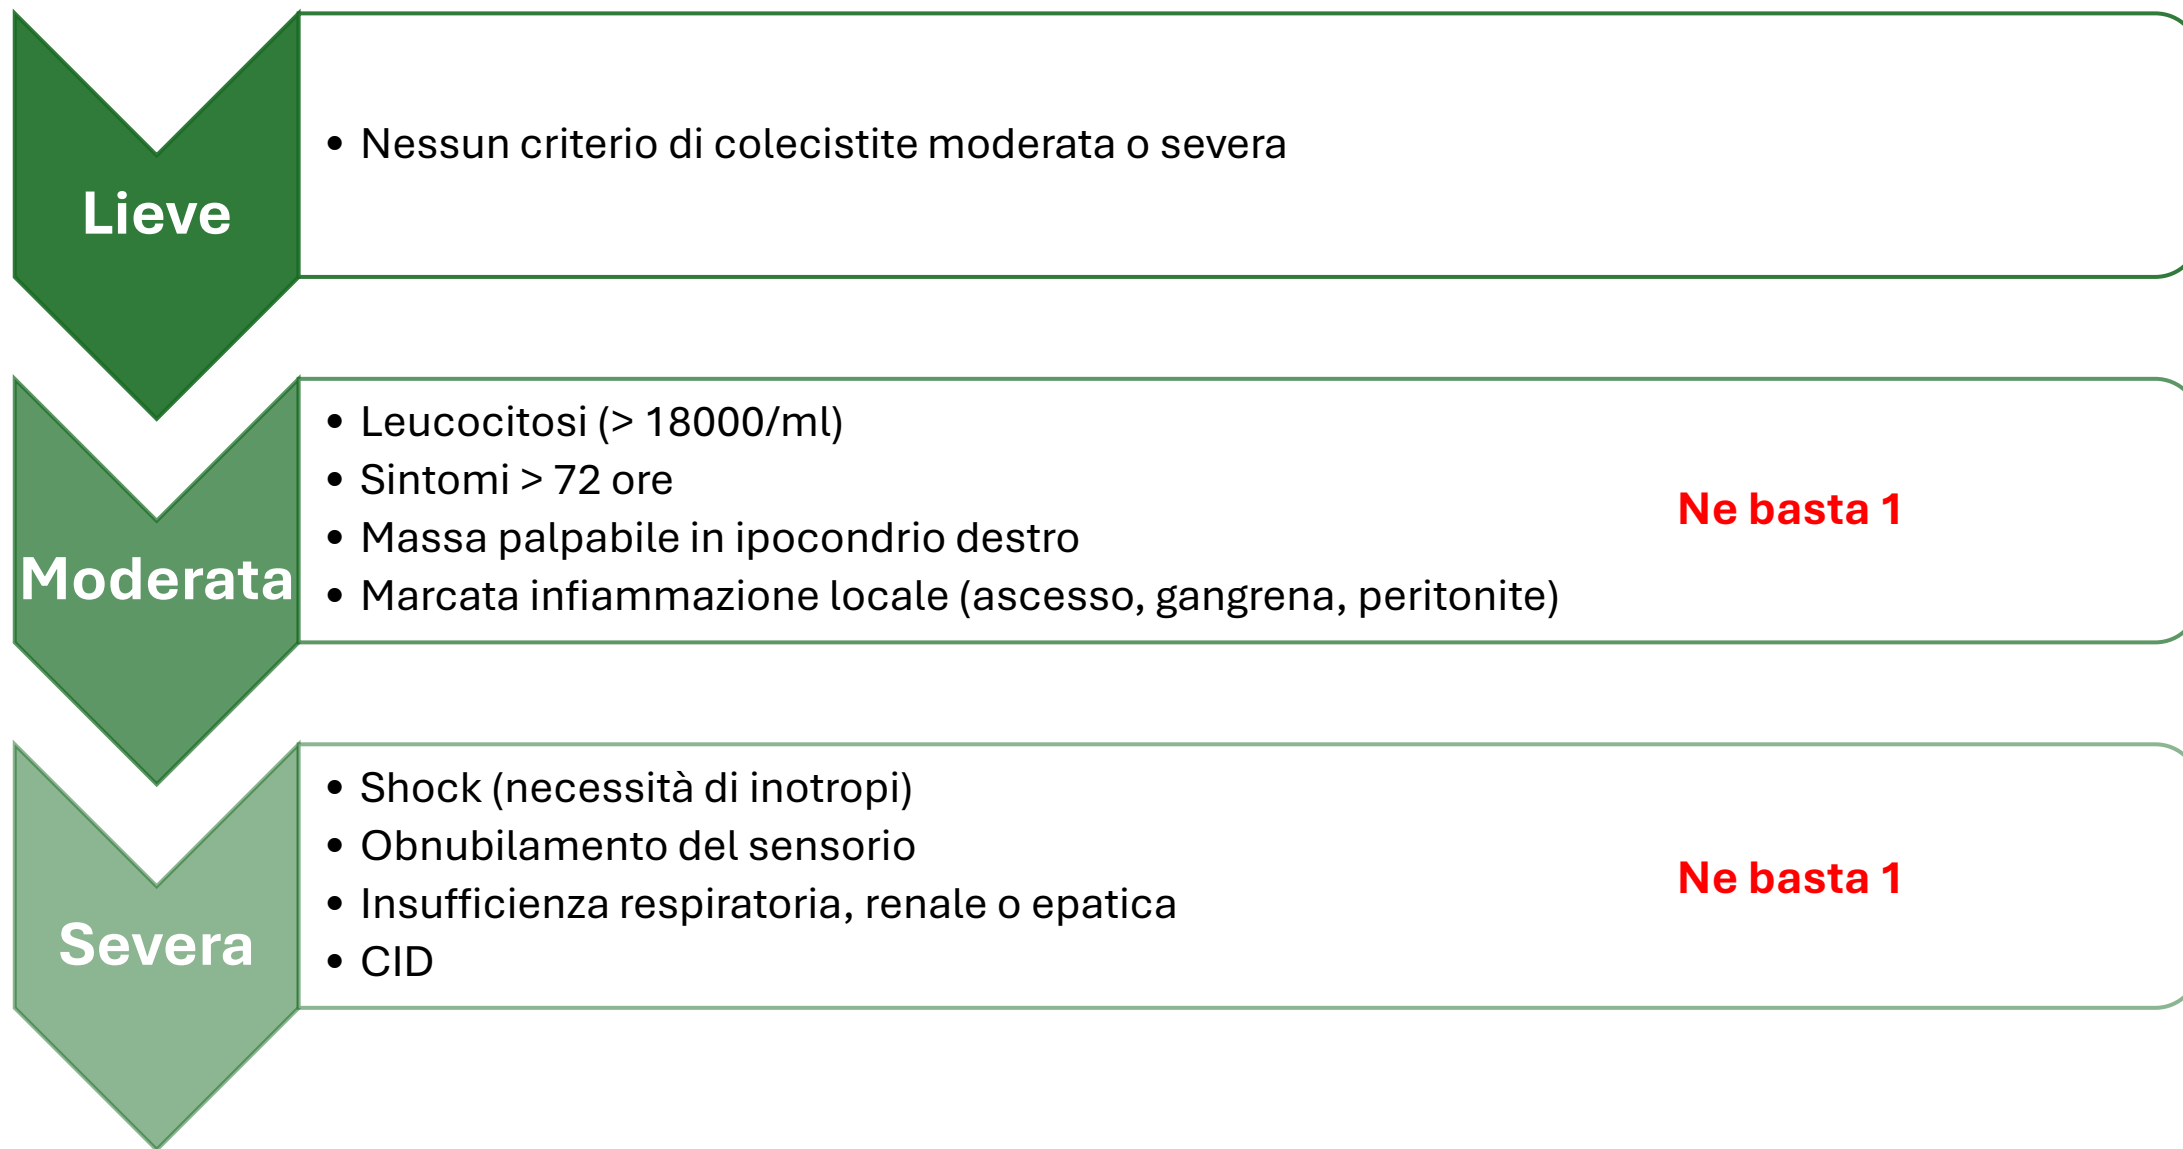 Lieve
• Nessun criterio di colecistite moderata o severa
Moderata
• Leucocitosi (> 18000/ml)
• Sintomi > 72 ore
• Massa palpabile in ipocondrio destro
• Marcata infiammazione locale (ascesso, gangrena, peritonite)
Ne basta 1
Severa
• Shock (necessità di inotropi)
• Obnubilamento del sensorio
• Insufficienza respiratoria, renale o epatica
• CID
Ne basta 1